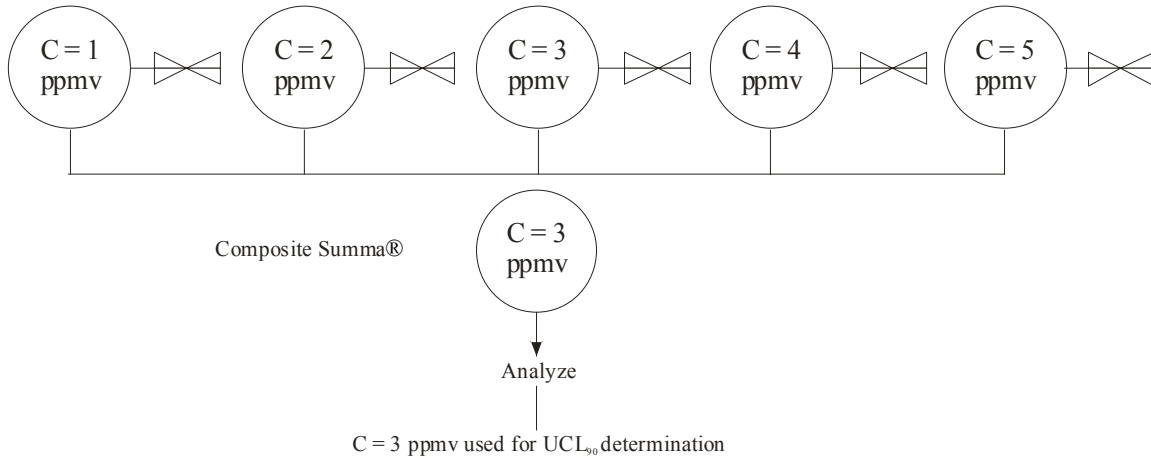 C = 1
ppmv
C = 2
ppmv
C = 3
ppmv
C = 4
ppmv
C = 5
ppmv
Composite Summa®
C = 3
ppmv
Analyze
C = 3 ppmv used for UCL₉₀ determination